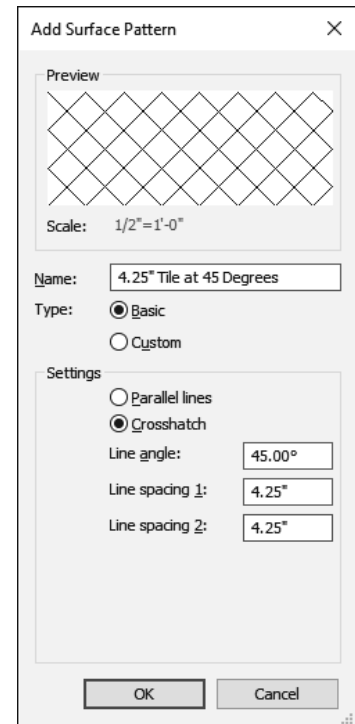 Add Surface Pattern
Preview
Scale: 1/2"=1'-0"
Name: 4.25" Tile at 45 Degrees
Type: Basic
Custom
Settings
Parallel lines
Crosshatch
Line angle: 45.00°
Line spacing 1: 4.25"
Line spacing 2: 4.25"
OK Cancel